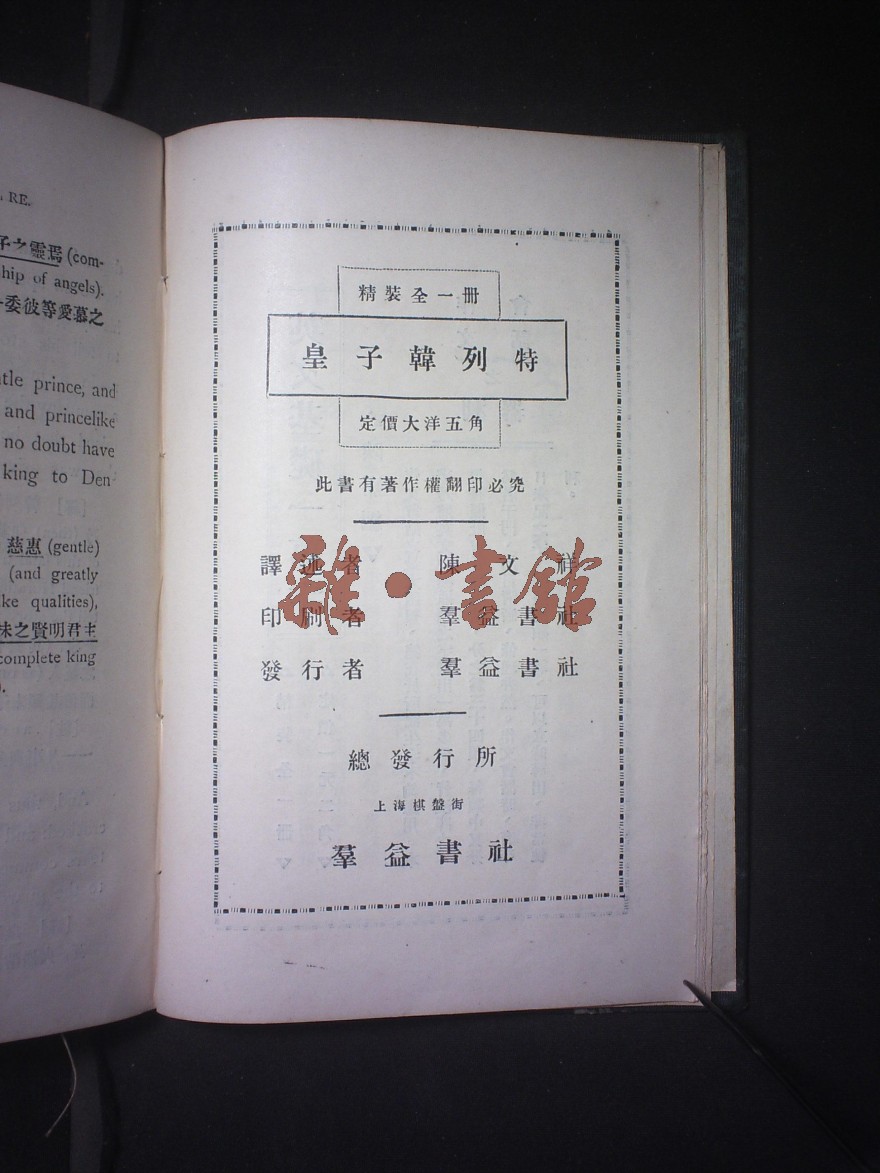 RE.
子之靈焉 (com-
hip of angels).
委彼等愛慕之
tle prince, and
and princelike
no doubt have
king to Den-
慈惠 (gentle)
(and greatly
ke qualities),
未之賢明君主
complete king
).
精裝全一冊
皇子韓列特
定價大洋五角
此書有著作權翻印必究
譯述者 陳文祥
印刷者 羣益書社
發行者 羣益書社
雜·書館
總發行所
上海棋盤街
羣益書社